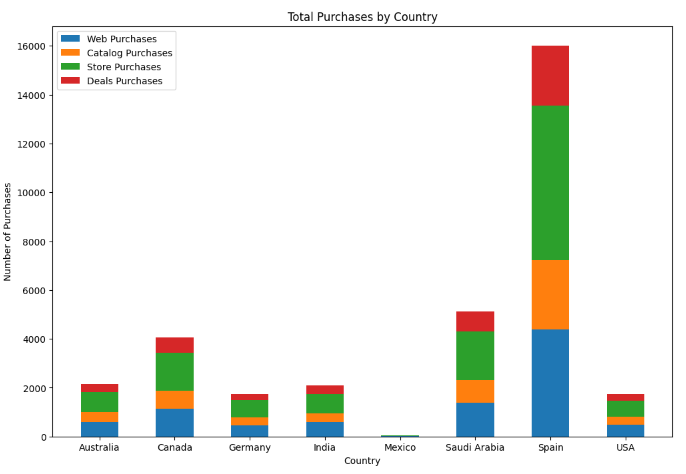 Total Purchases by Country
Web Purchases
Catalog Purchases
Store Purchases
Deals Purchases
Number of Purchases
16000
14000
12000
10000
8000
6000
4000
2000
0
Australia Canada Germany India Mexico Saudi Arabia Spain USA
Country